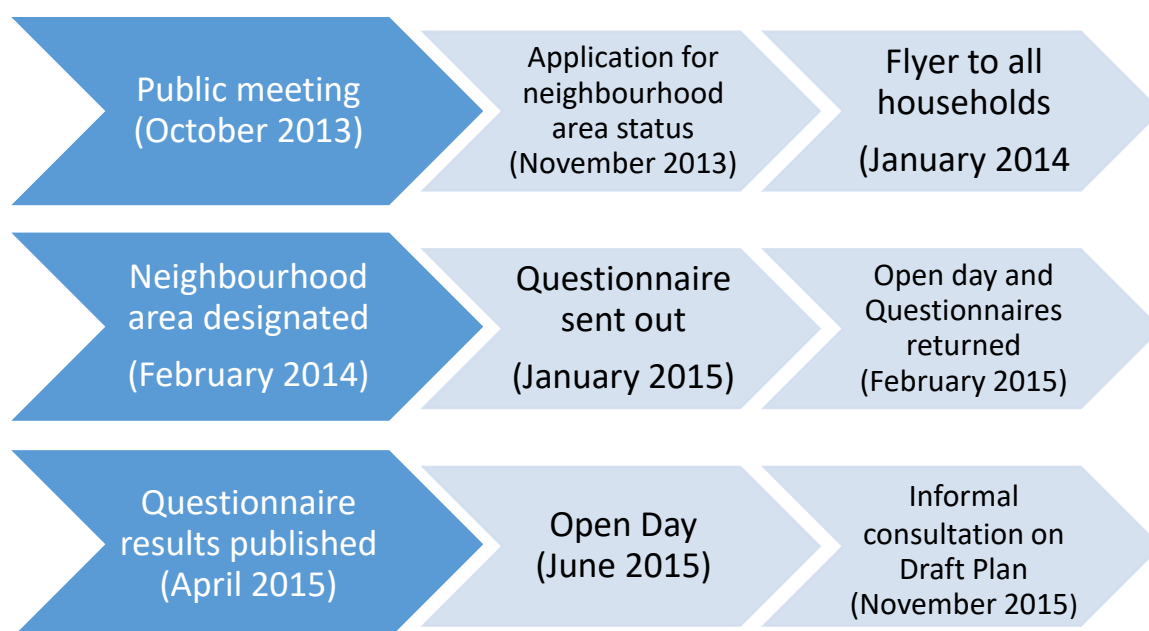 Public meeting
(October 2013)
Application for
neighbourhood
area status
(November 2013)
Flyer to all
households
(January 2014
Neighbourhood
area designated
(February 2014)
Questionnaire
sent out
(January 2015)
Open day and
Questionnaires
returned
(February 2015)
Questionnaire
results published
(April 2015)
Open Day
(June 2015)
Informal
consultation on
Draft Plan
(November 2015)